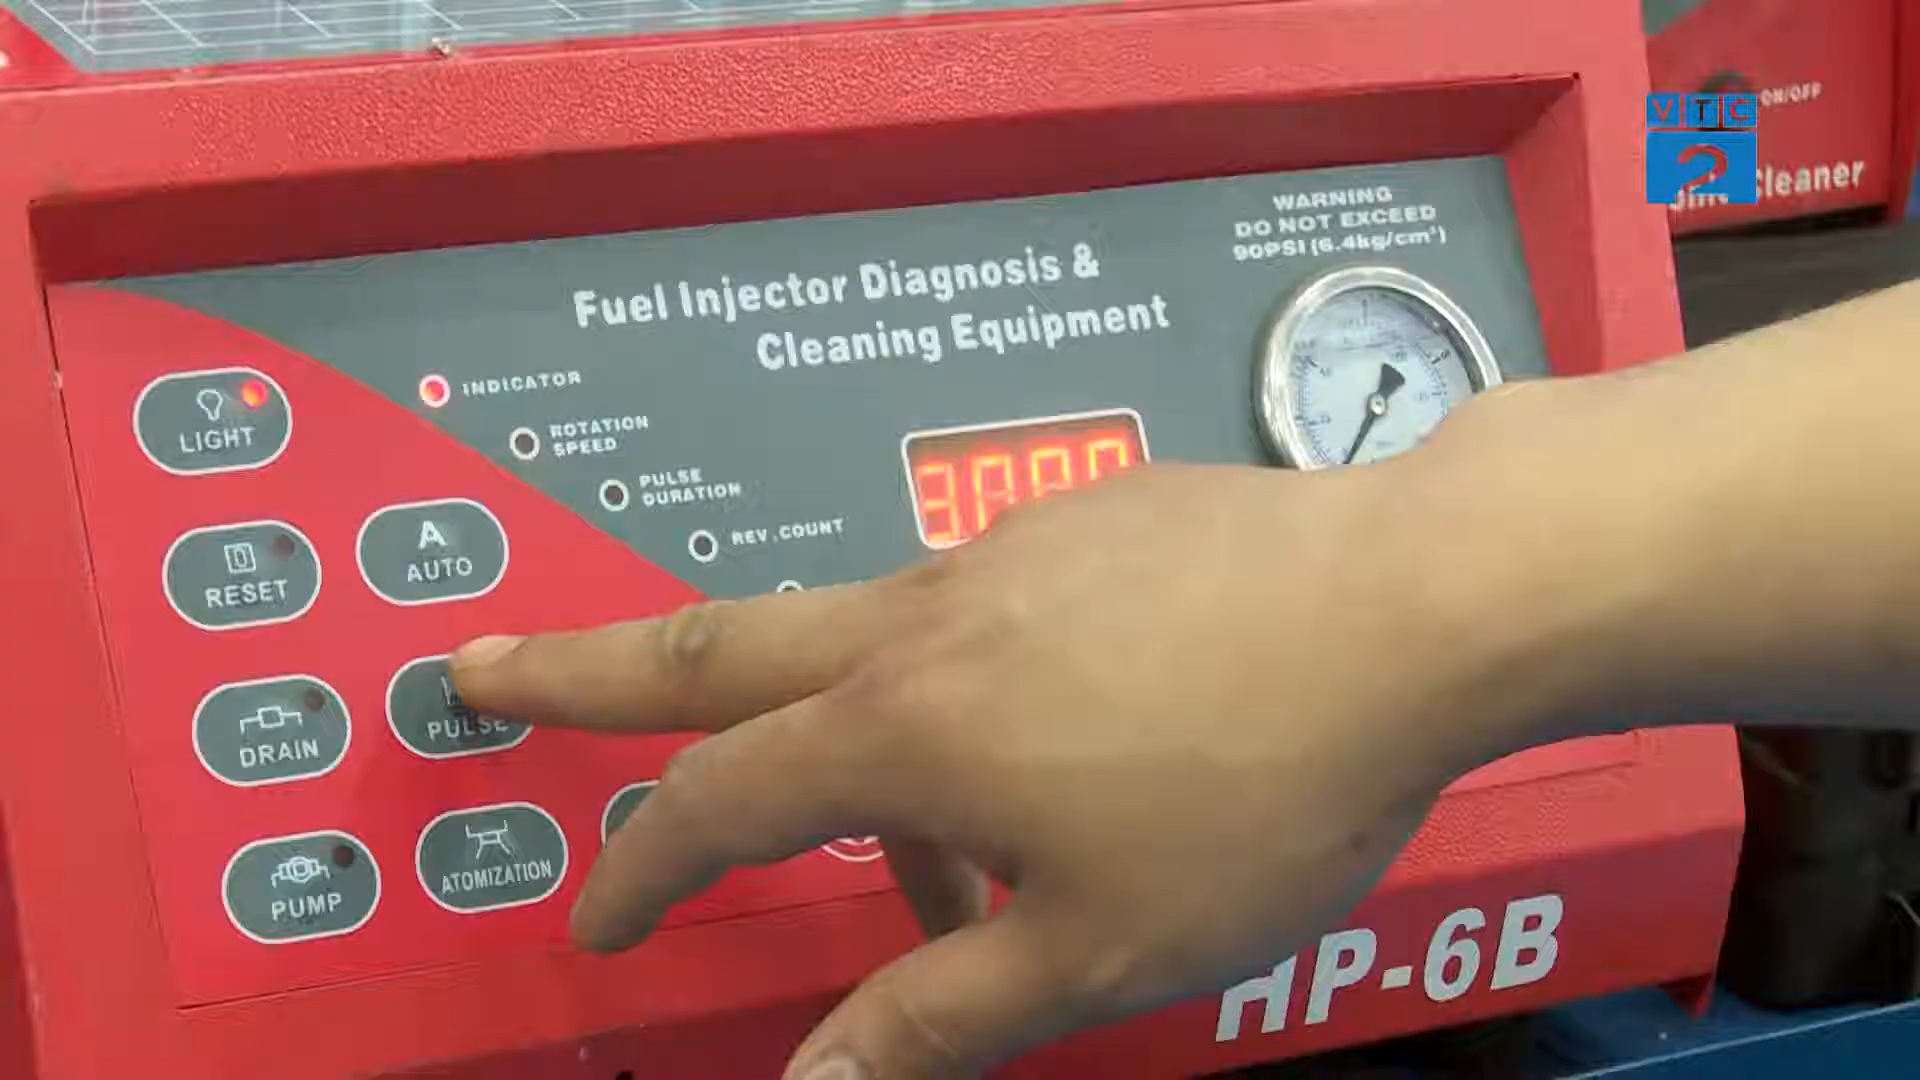 ON/OFF
VTC
2
Cleaner
WARNING
DO NOT EXCEED
90PSI (6.4kg/cm²)
Fuel Injector Diagnosis &
Cleaning Equipment
INDICATOR
LIGHT
ROTATION
SPEED
PULSE
DURATION
REV.COUNT
A
AUTO
RESET
DRAIN
PULSE
PUMP
ATOMIZATION
HP-6B